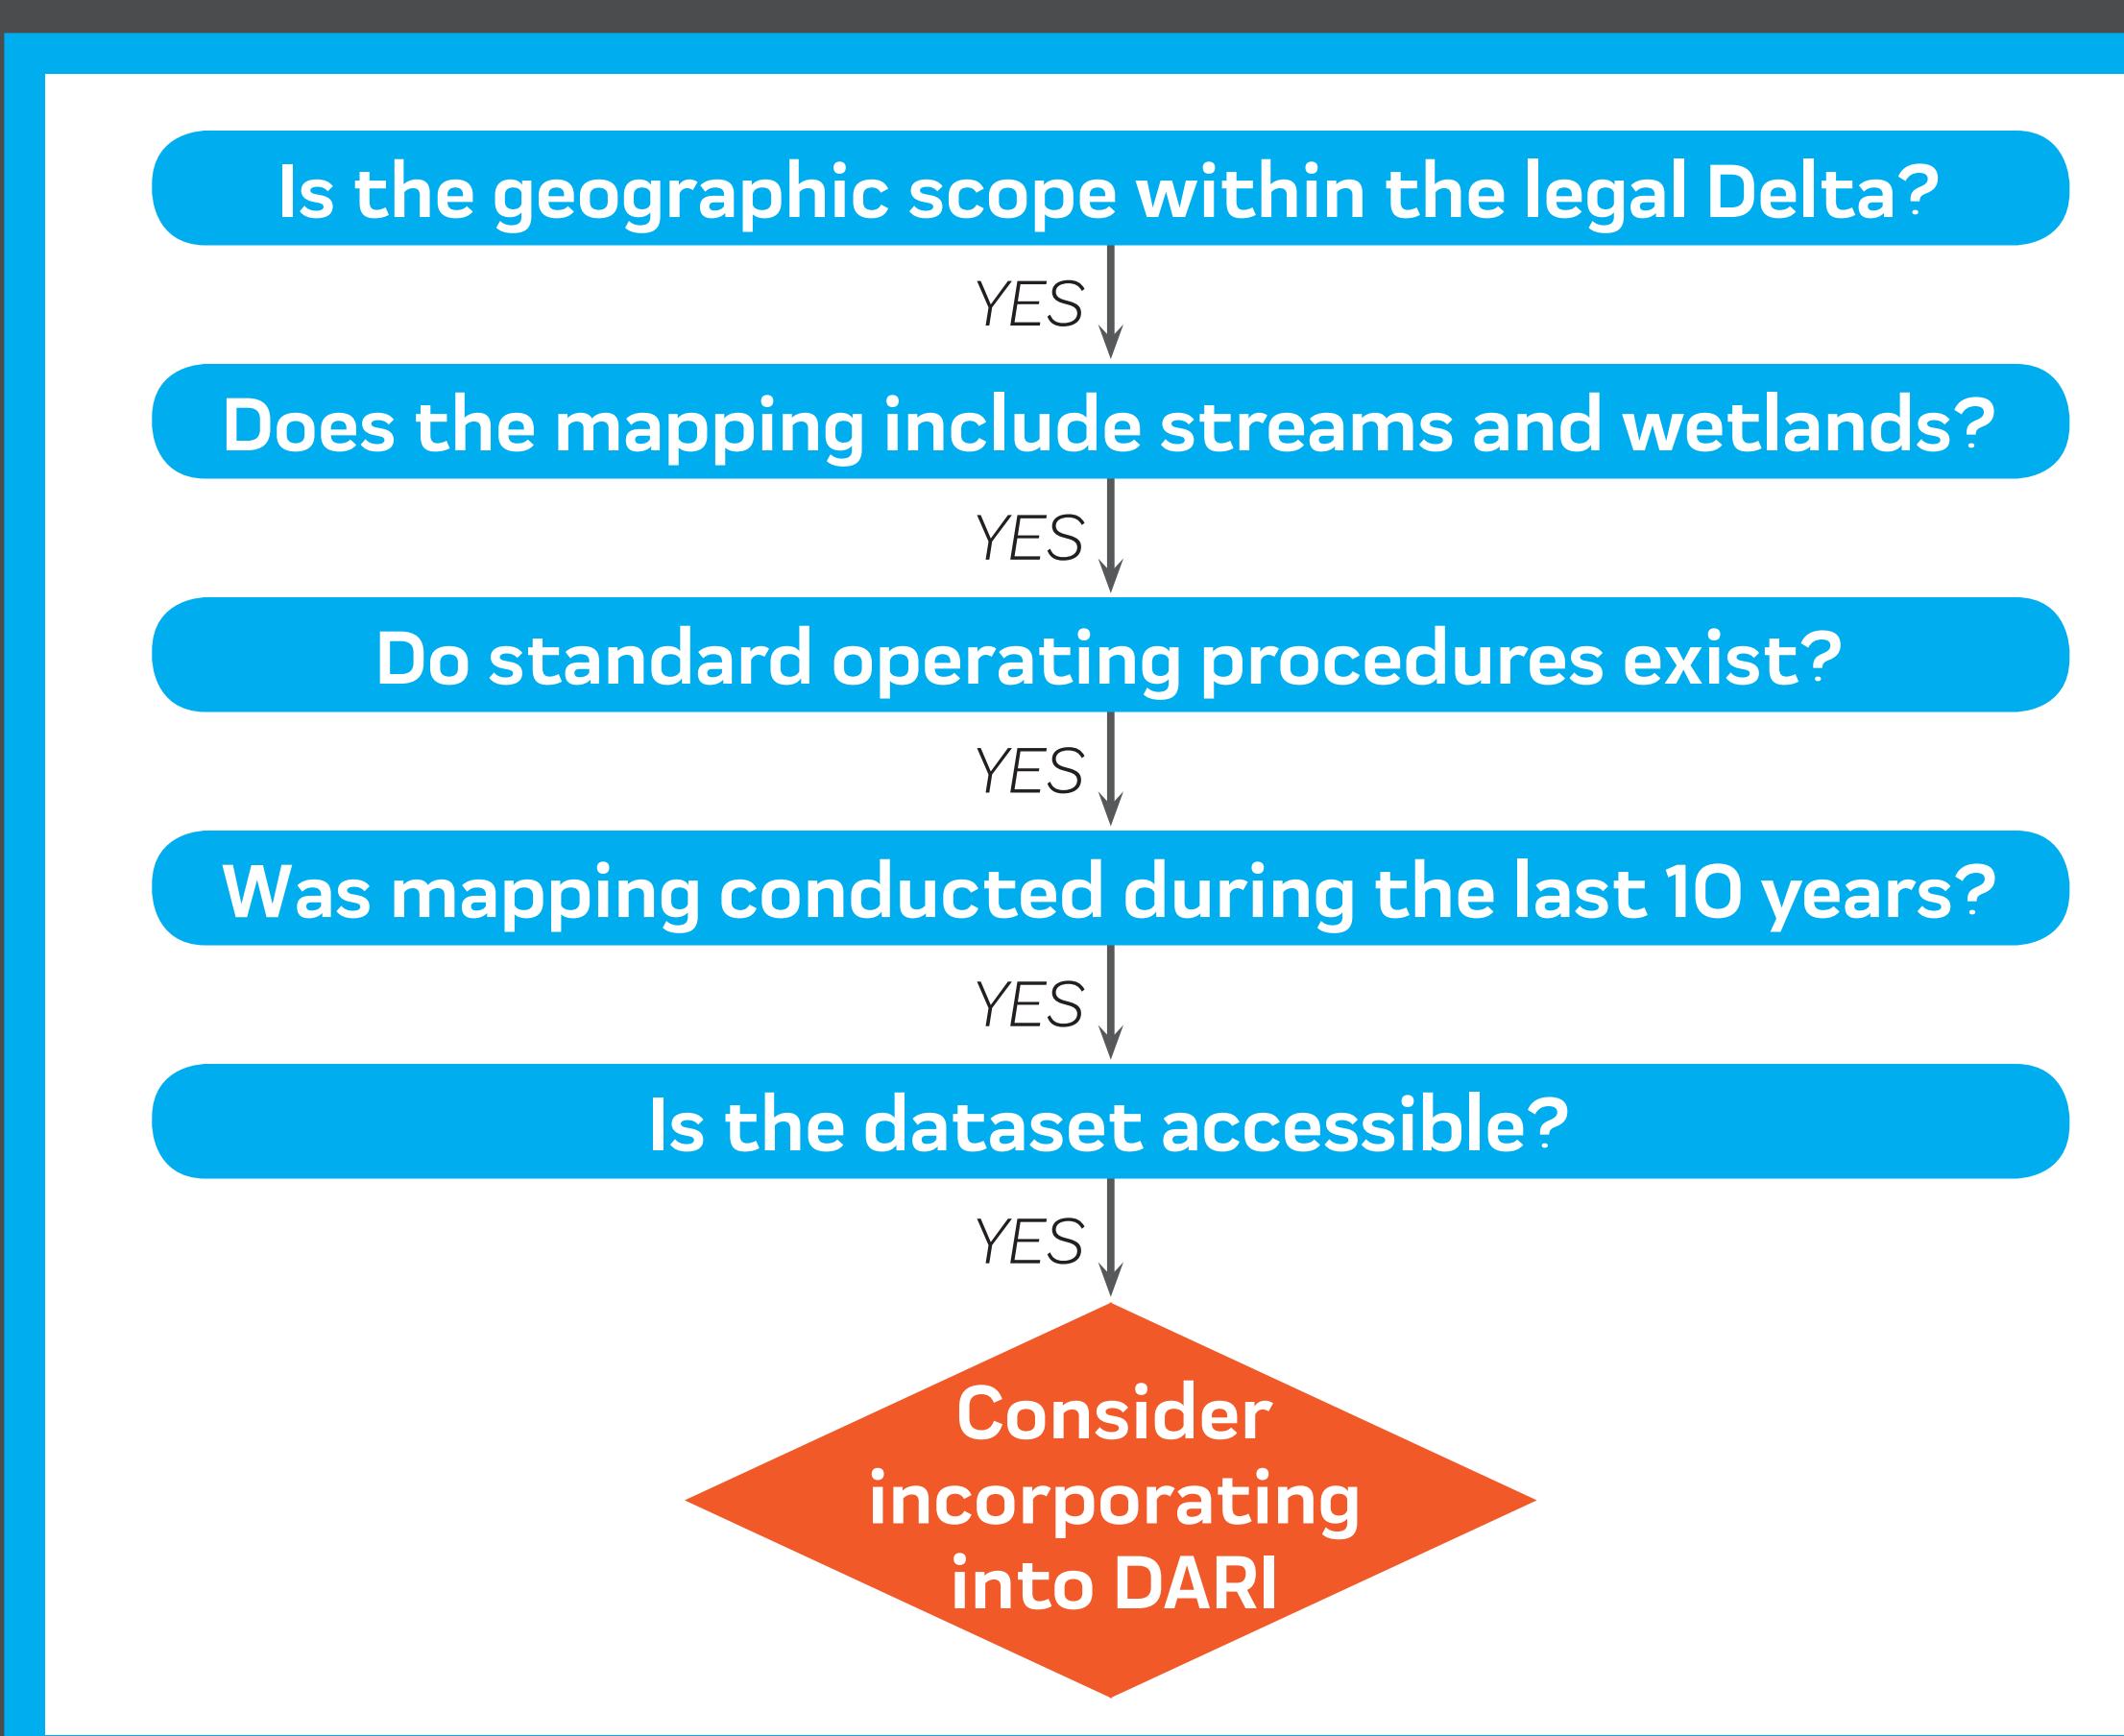 Is the geographic scope within the legal Delta?
YES
Does the mapping include streams and wetlands?
YES
Do standard operating procedures exist?
YES
Was mapping conducted during the last 10 years?
YES
Is the dataset accessible?
YES
Consider
incorporating
into DARI